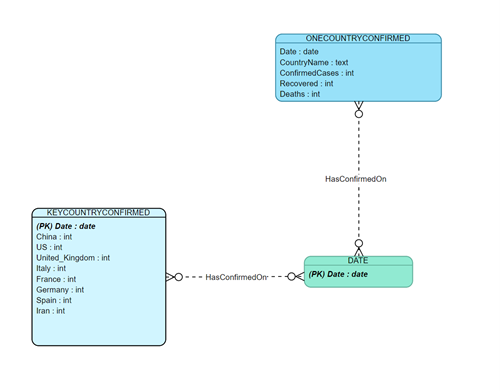 ONECOUNTRYCONFIRMED
Date : date
CountryName : text
ConfirmedCases : int
Recovered : int
Deaths : int
HasConfirmedOn
KEYCOUNTRYCONFIRMED
(PK) Date : date
China : int
US : int
United_Kingdom : int
Italy : int
France : int
Germany : int
Spain : int
Iran : int
HasConfirmedOn
DATE
(PK) Date : date